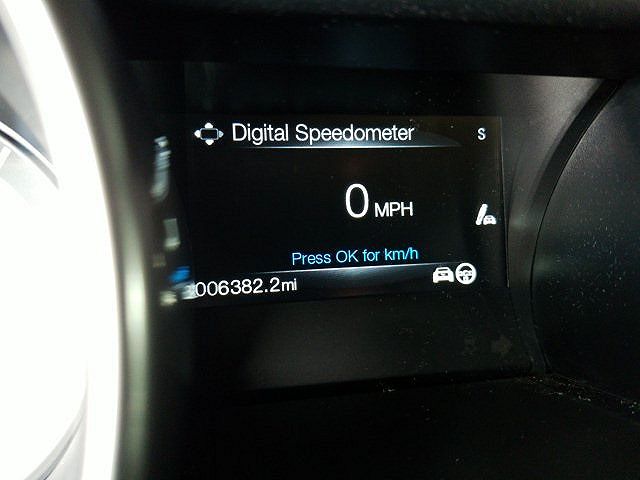 Digital Speedometer S
0 MPH
Press OK for km/h
006382.2mi